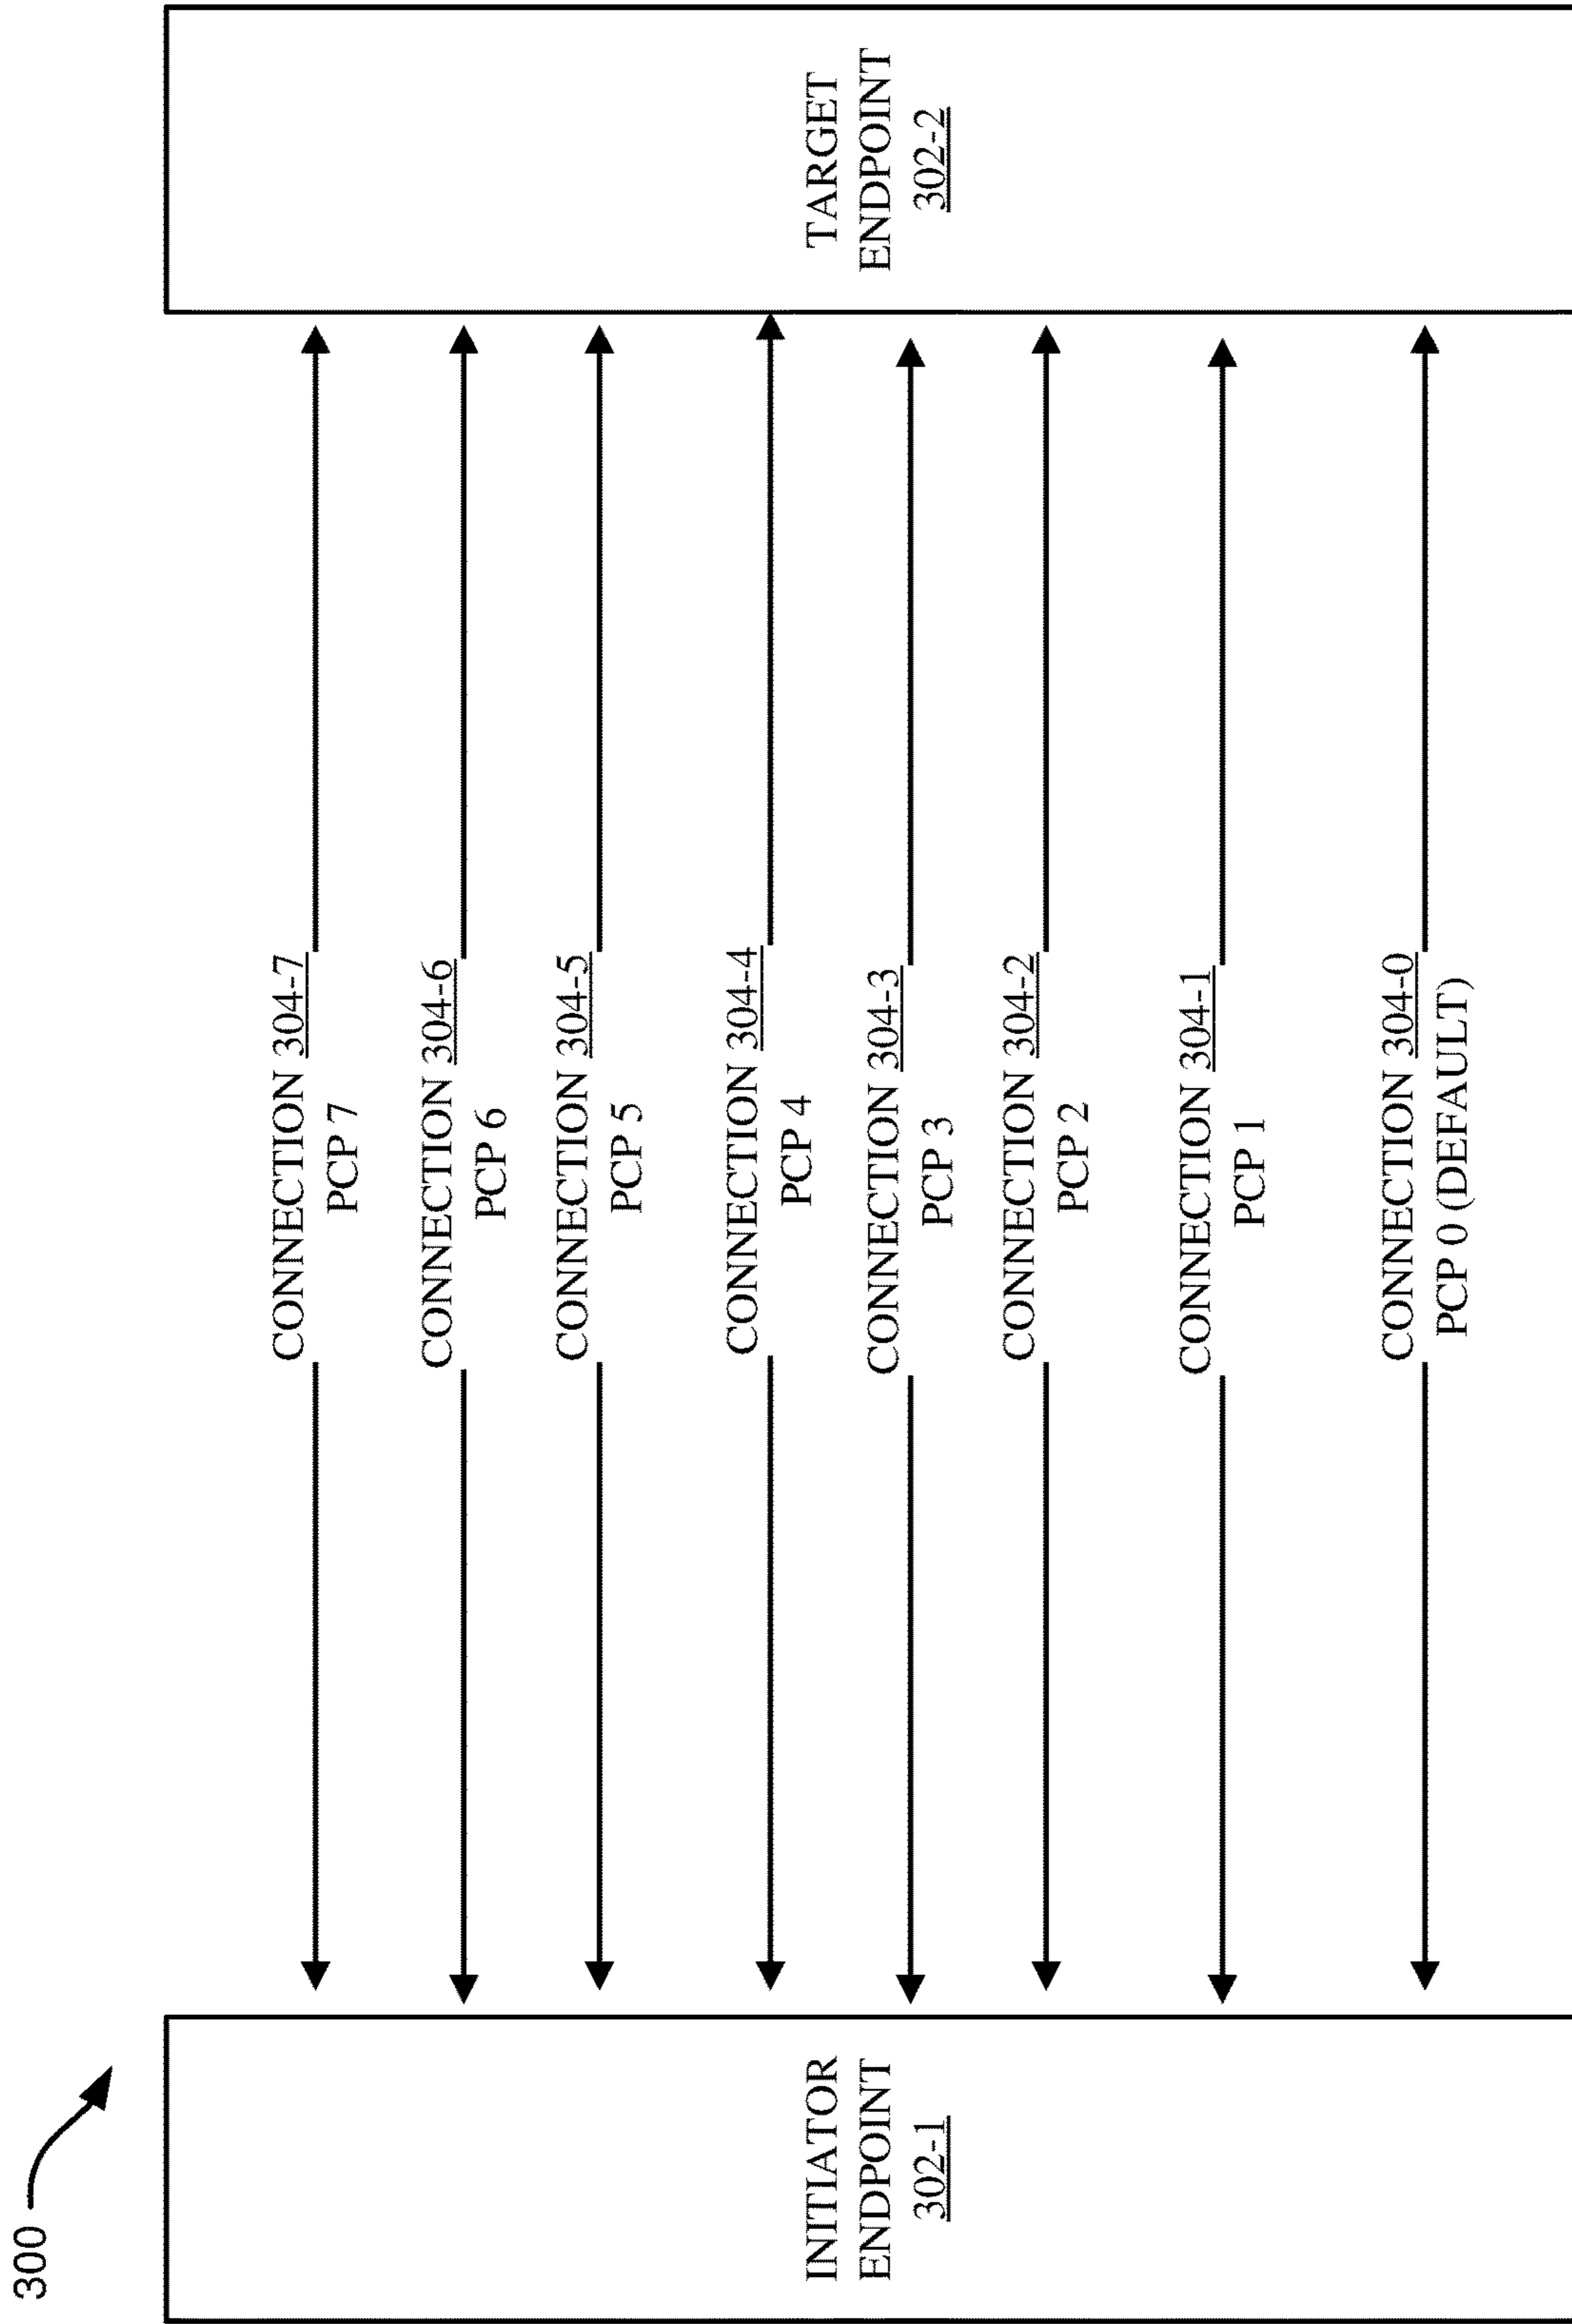 300
INITIATOR
ENDPOINT
302-1
CONNECTION 304-7
PCP 7
CONNECTION 304-6
PCP 6
CONNECTION 304-5
PCP 5
CONNECTION 304-4
PCP 4
CONNECTION 304-3
PCP 3
CONNECTION 304-2
PCP 2
CONNECTION 304-1
PCP 1
CONNECTION 304-0
PCP 0 (DEFAULT)
TARGET
ENDPOINT
302-2